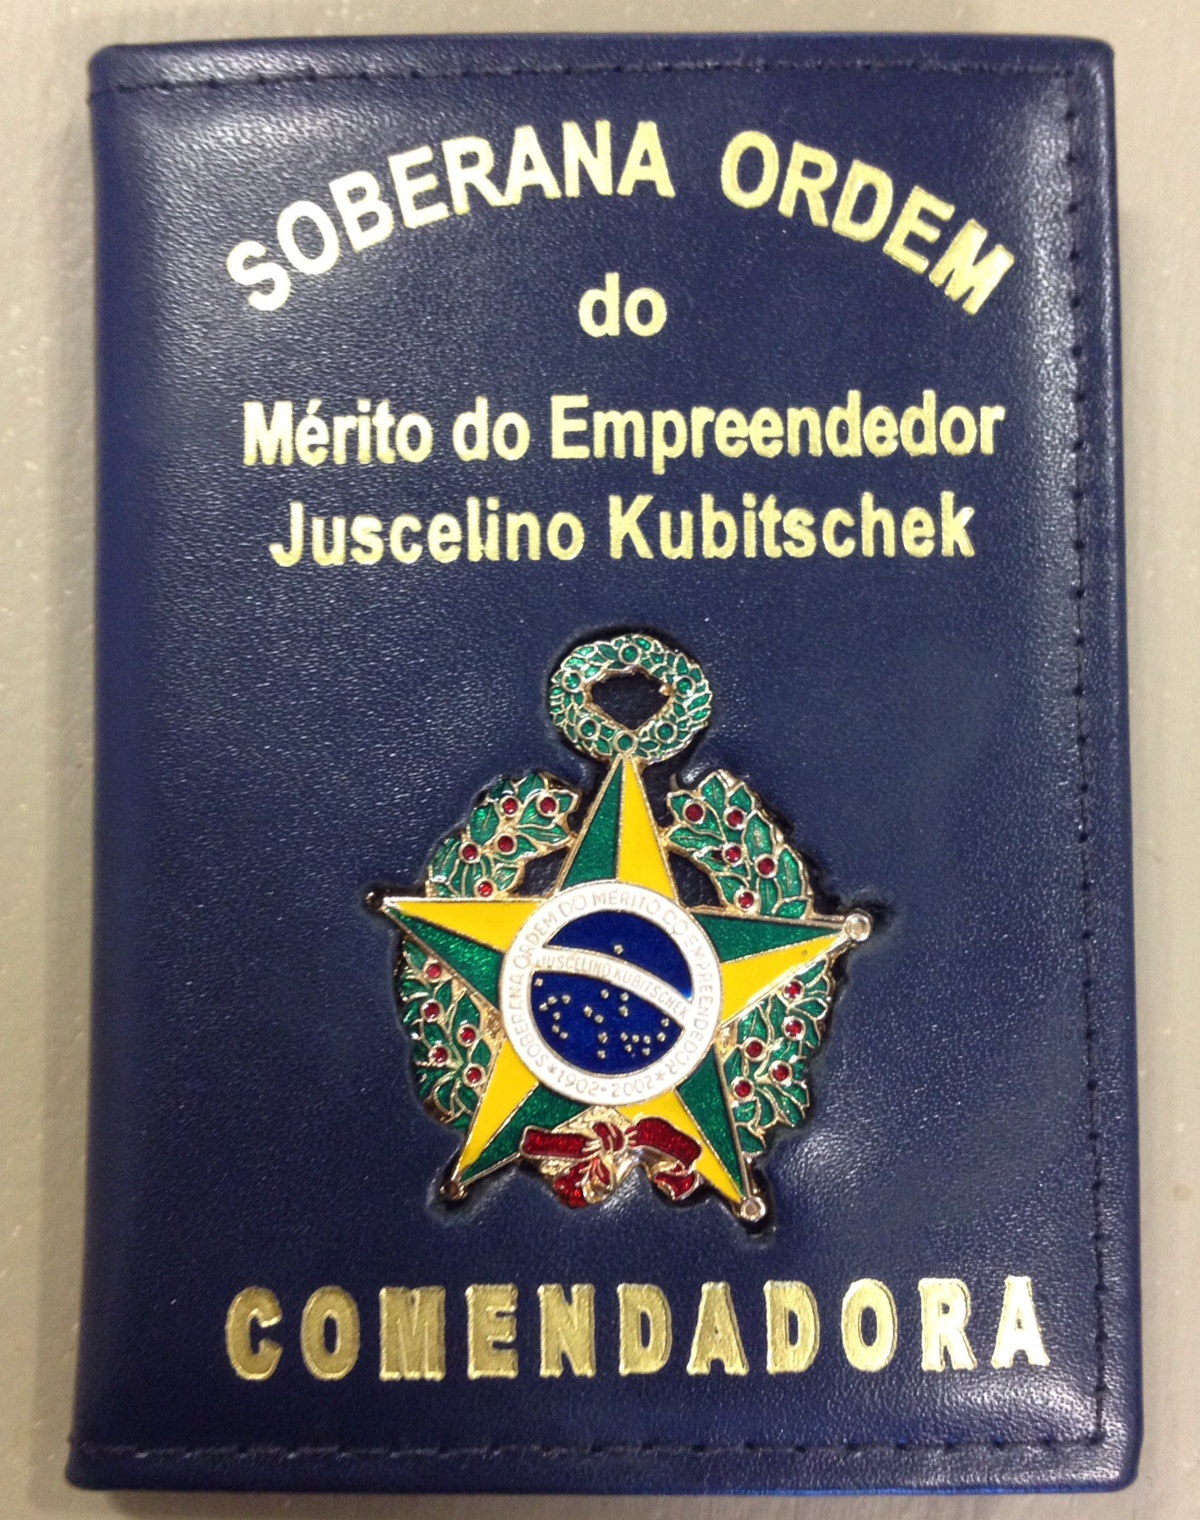 SOBERANA ORDEM
do
Mérito do Empreendedor
Juscelino Kubitschek
SOBERANA ORDEM DO MÉRITO DO EMPREENDEDOR
JUSCELINO KUBITSCHEK
*1902-2002*
COMENDADORA